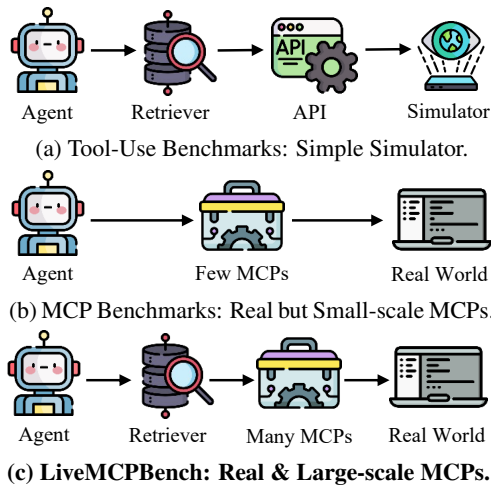 API
Agent Retriever API Simulator
(a) Tool-Use Benchmarks: Simple Simulator.
Agent Few MCPs Real World
(b) MCP Benchmarks: Real but Small-scale MCPs.
Agent Retriever Many MCPs Real World
(c) LiveMCPBench: Real & Large-scale MCPs.